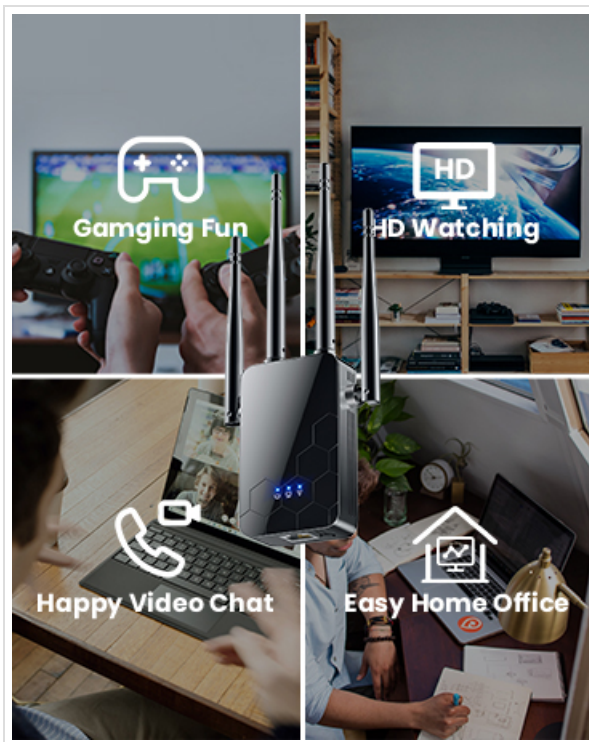 Gamging Fun
HD
HD Watching
Happy Video Chat
Easy Home Office